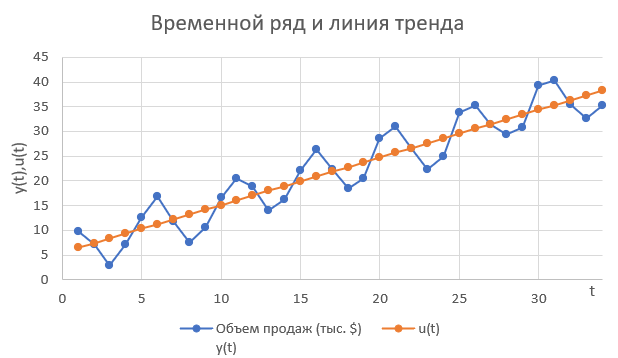 Временной ряд и линия тренда
45
40
35
30
25
20
15
10
5
0
y(t),u(t)
0 5 10 15 20 25 30
t
Объем продаж (тыс. $) u(t)
y(t)